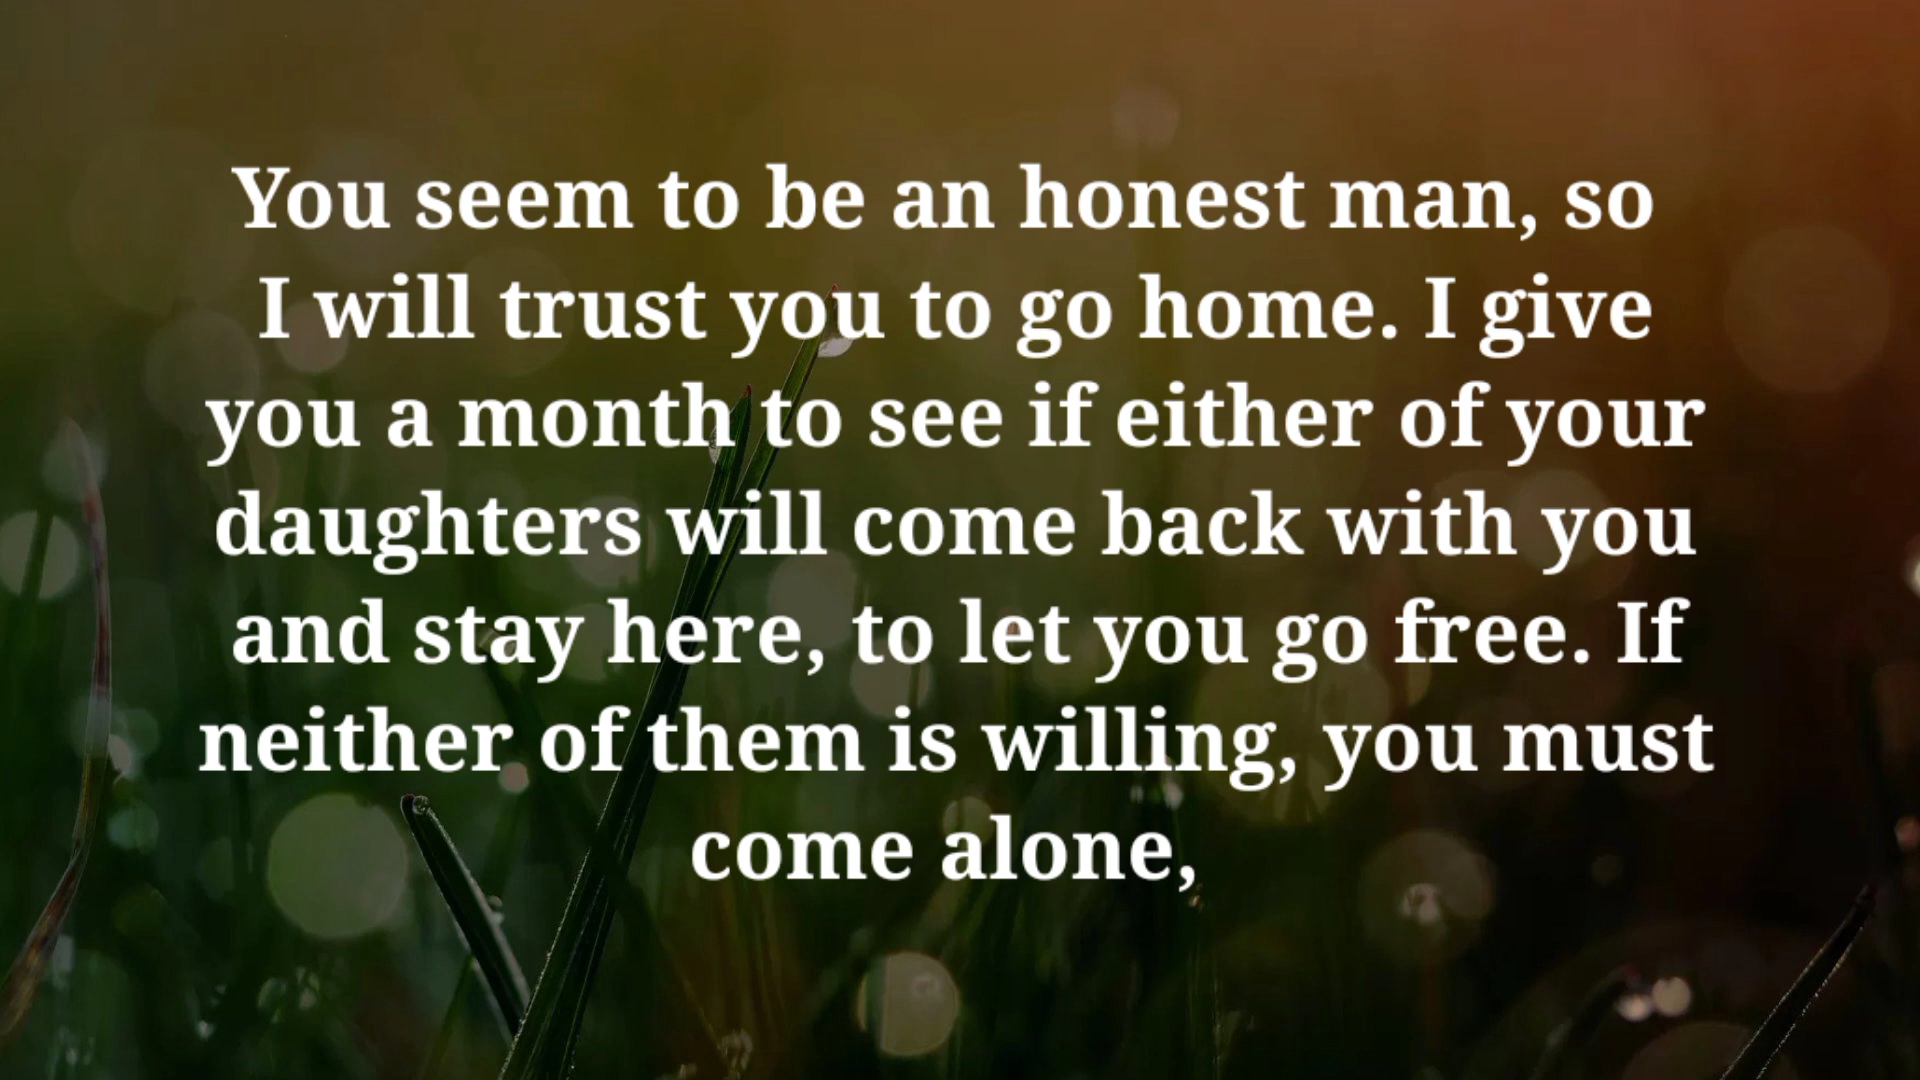 You seem to be an honest man, so
I will trust you to go home. I give
you a month to see if either of your
daughters will come back with you
and stay here, to let you go free. If
neither of them is willing, you must
come alone,